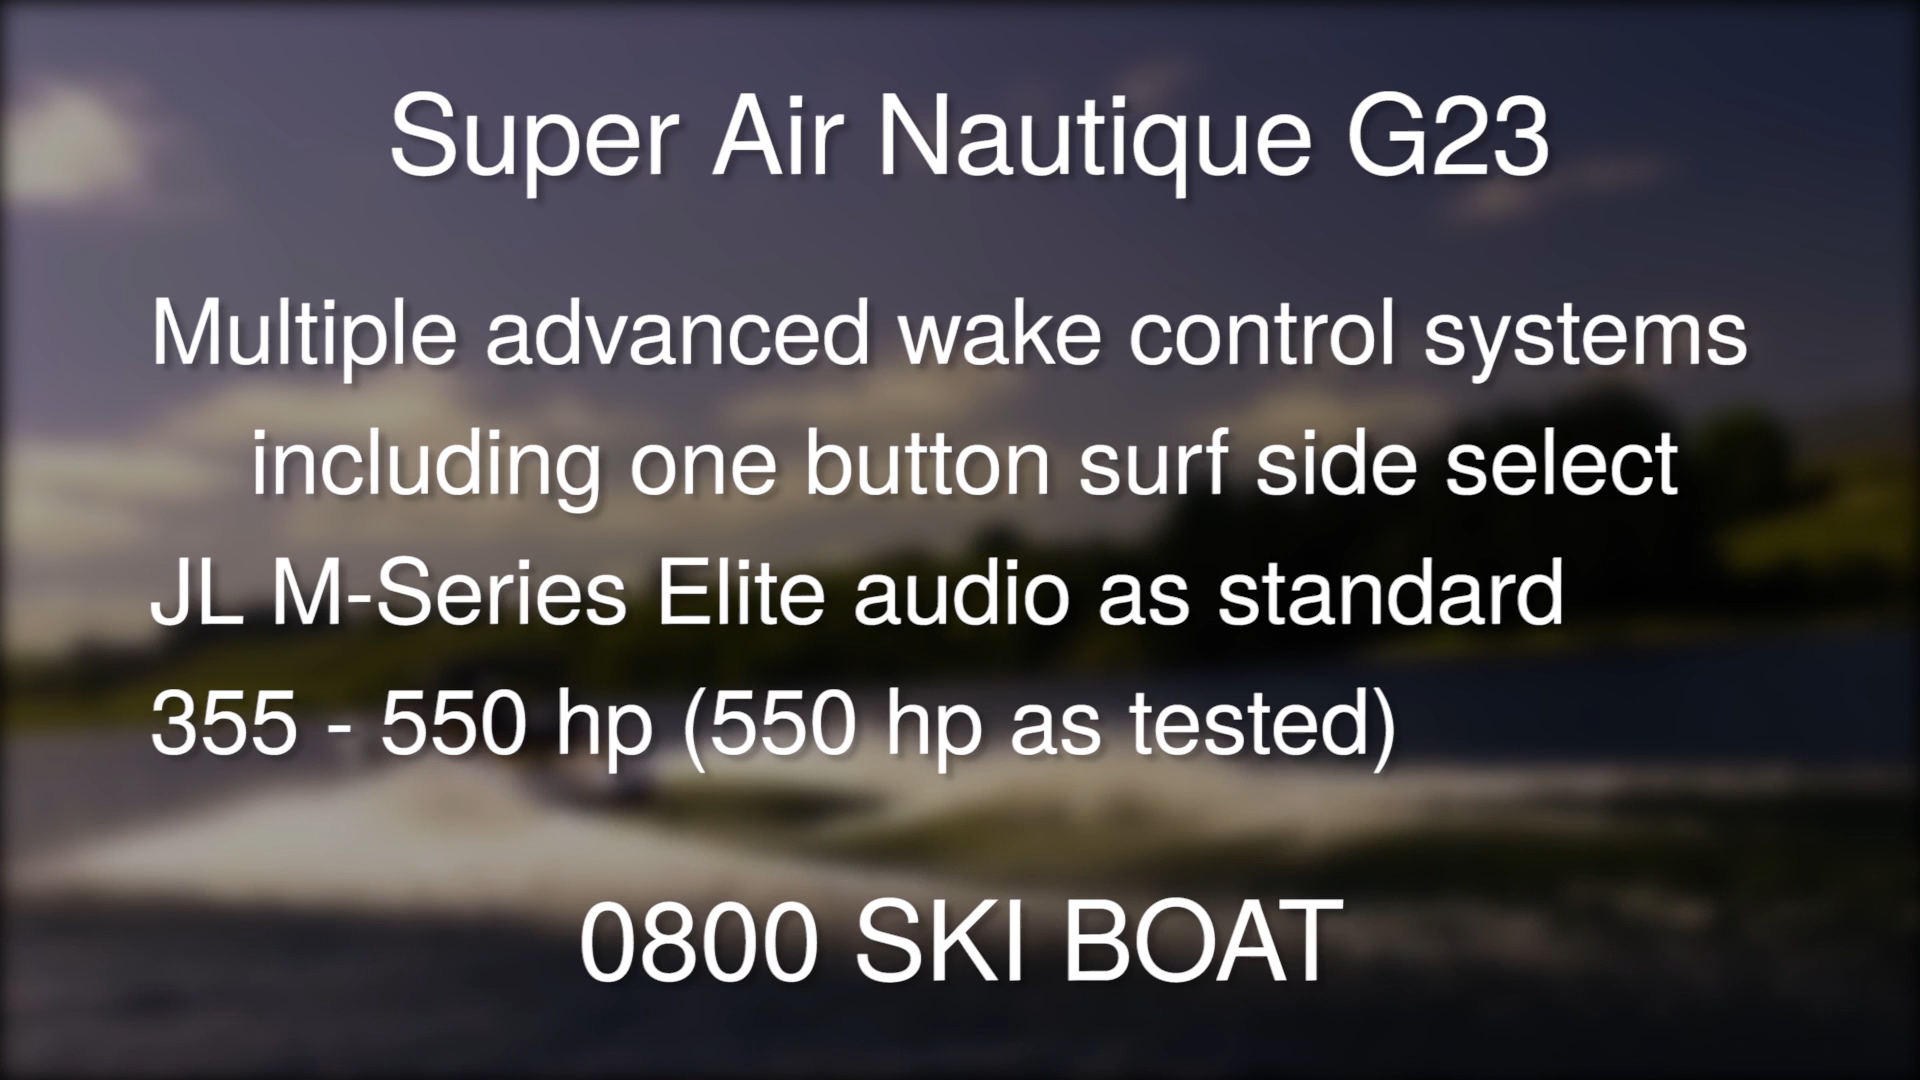 Super Air Nautique G23
Multiple advanced wake control systems
including one button surf side select
JL M-Series Elite audio as standard
355 - 550 hp (550 hp as tested)
0800 SKI BOAT